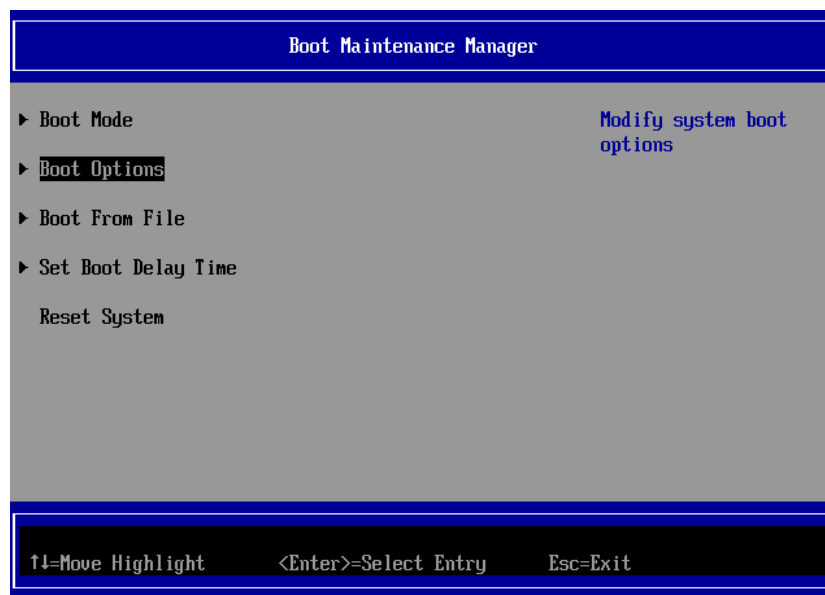 Boot Maintenance Manager
▶ Boot Mode
Modify system boot
options
▶ Boot Options
▶ Boot From File
▶ Set Boot Delay Time
Reset System
↑↓=Move Highlight <Enter>=Select Entry Esc=Exit